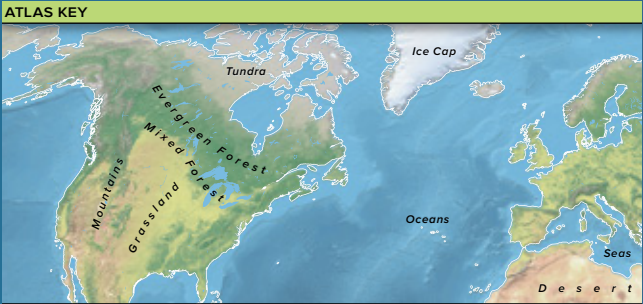 ATLAS KEY
Ice Cap
Tundra
Evergreen Forest
Mixed Forest
Mountains
Grassland
Oceans
Seas
Desert